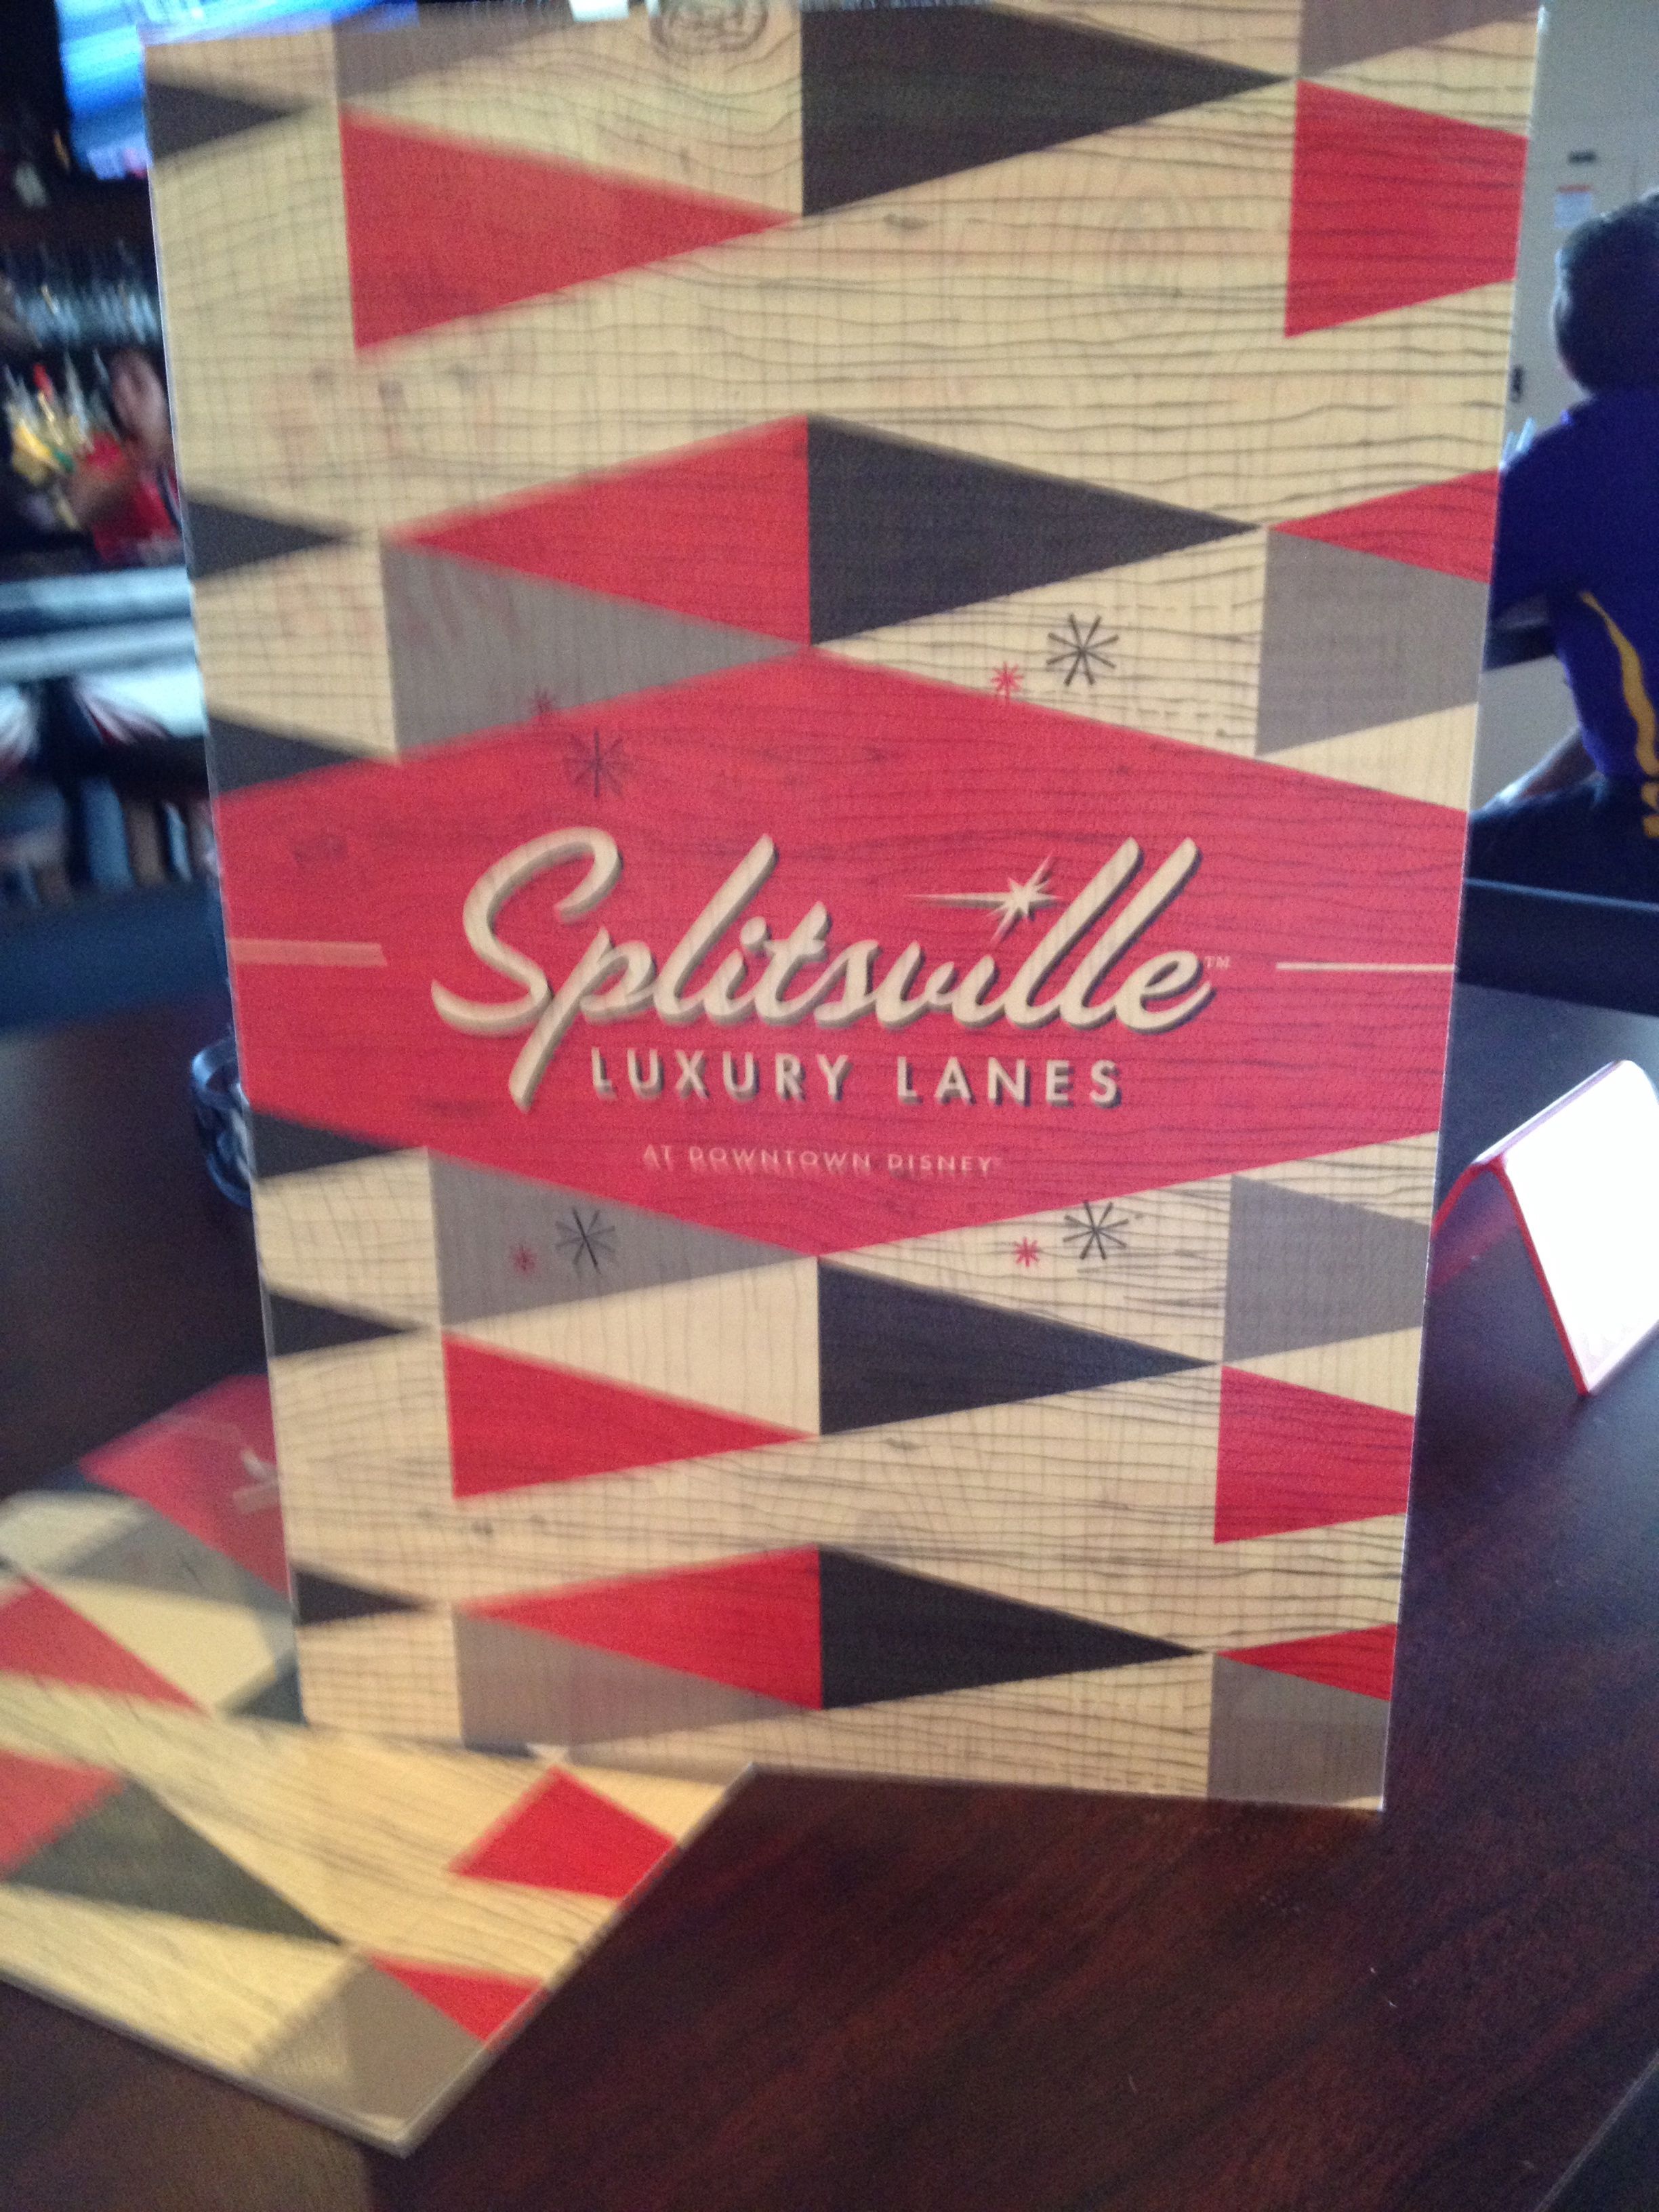 Splitsville™
LUXURY LANES
AT DOWNTOWN DISNEY®